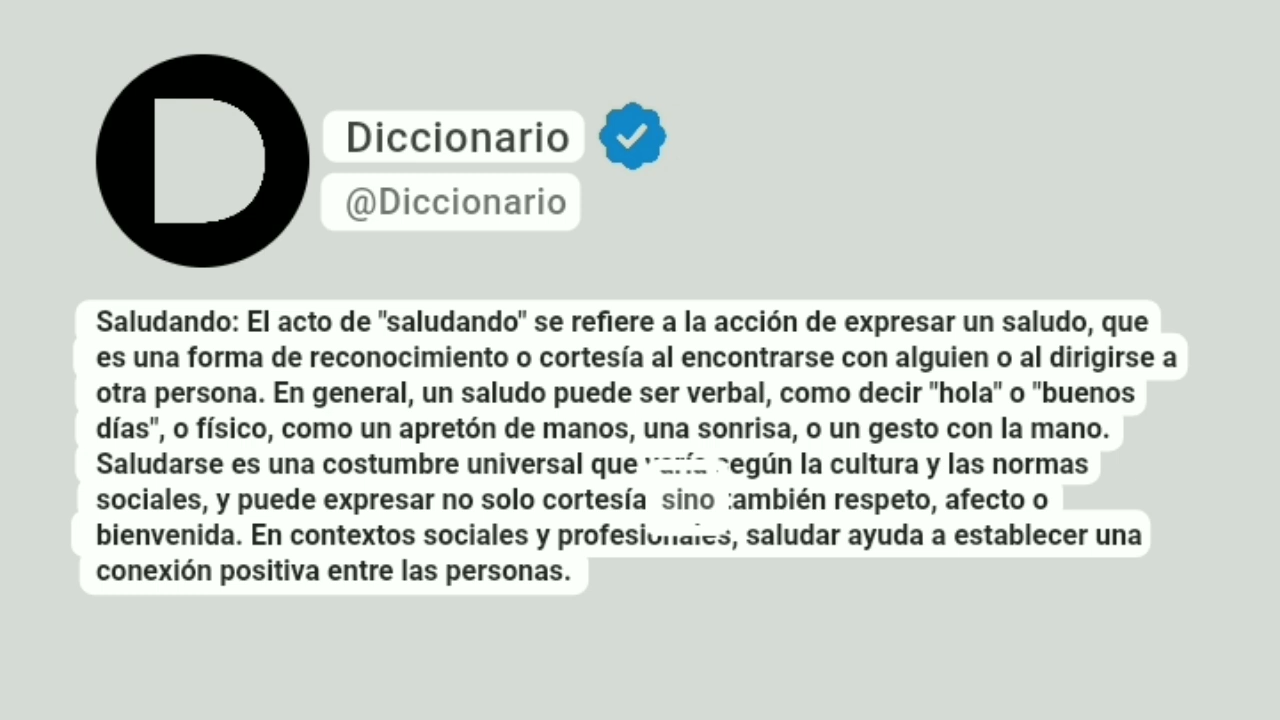 D
Diccionario
@Diccionario
Saludando: El acto de "saludando" se refiere a la acción de expresar un saludo, que
es una forma de reconocimiento o cortesía al encontrarse con alguien o al dirigirse a
otra persona. En general, un saludo puede ser verbal, como decir "hola" o "buenos
días", o físico, como un apretón de manos, una sonrisa, o un gesto con la mano.
Saludarse es una costumbre universal que varía según la cultura y las normas
sociales, y puede expresar no solo cortesía sino también respeto, afecto o
bienvenida. En contextos sociales y profesionales, saludar ayuda a establecer una
conexión positiva entre las personas.